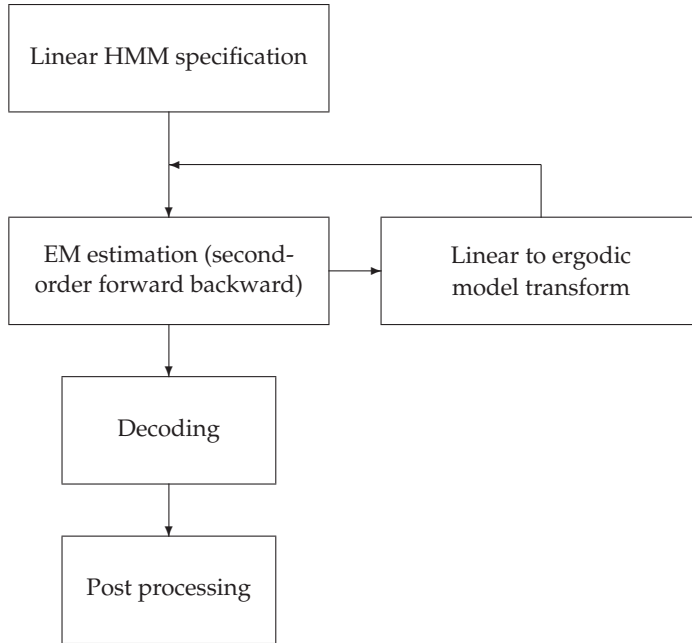 Linear HMM specification
EM estimation (second-
order forward backward)
Linear to ergodic
model transform
Decoding
Post processing